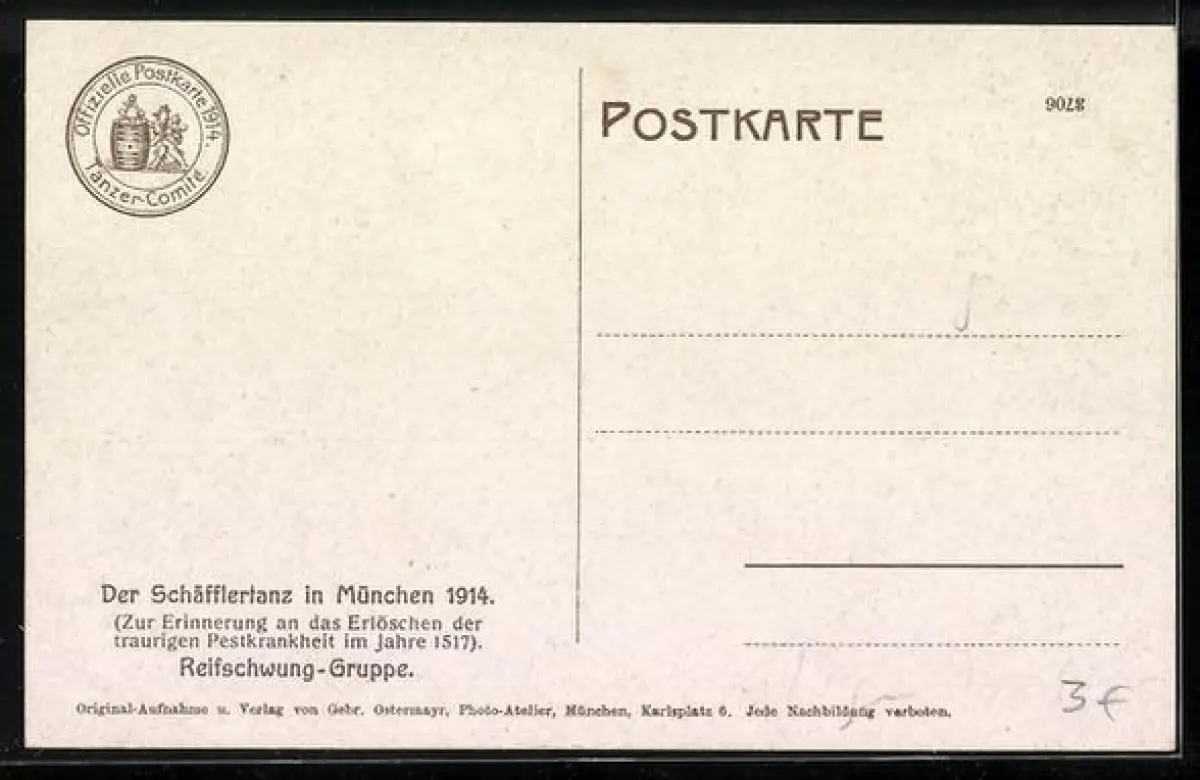 Offizielle Postkarte 1914.
Tänzer-Comité
POSTKARTE
9028
Der Schäfflertanz in München 1914.
(Zur Erinnerung an das Erlöschen der
traurigen Pestkrankheit im Jahre 1517).
Reifschwung-Gruppe.
Original-Aufnahme u. Verlag von Gebr. Ostermayr, Photo-Atelier, München, Karlsplatz 6. Jede Nachbildung verboten.
3 €